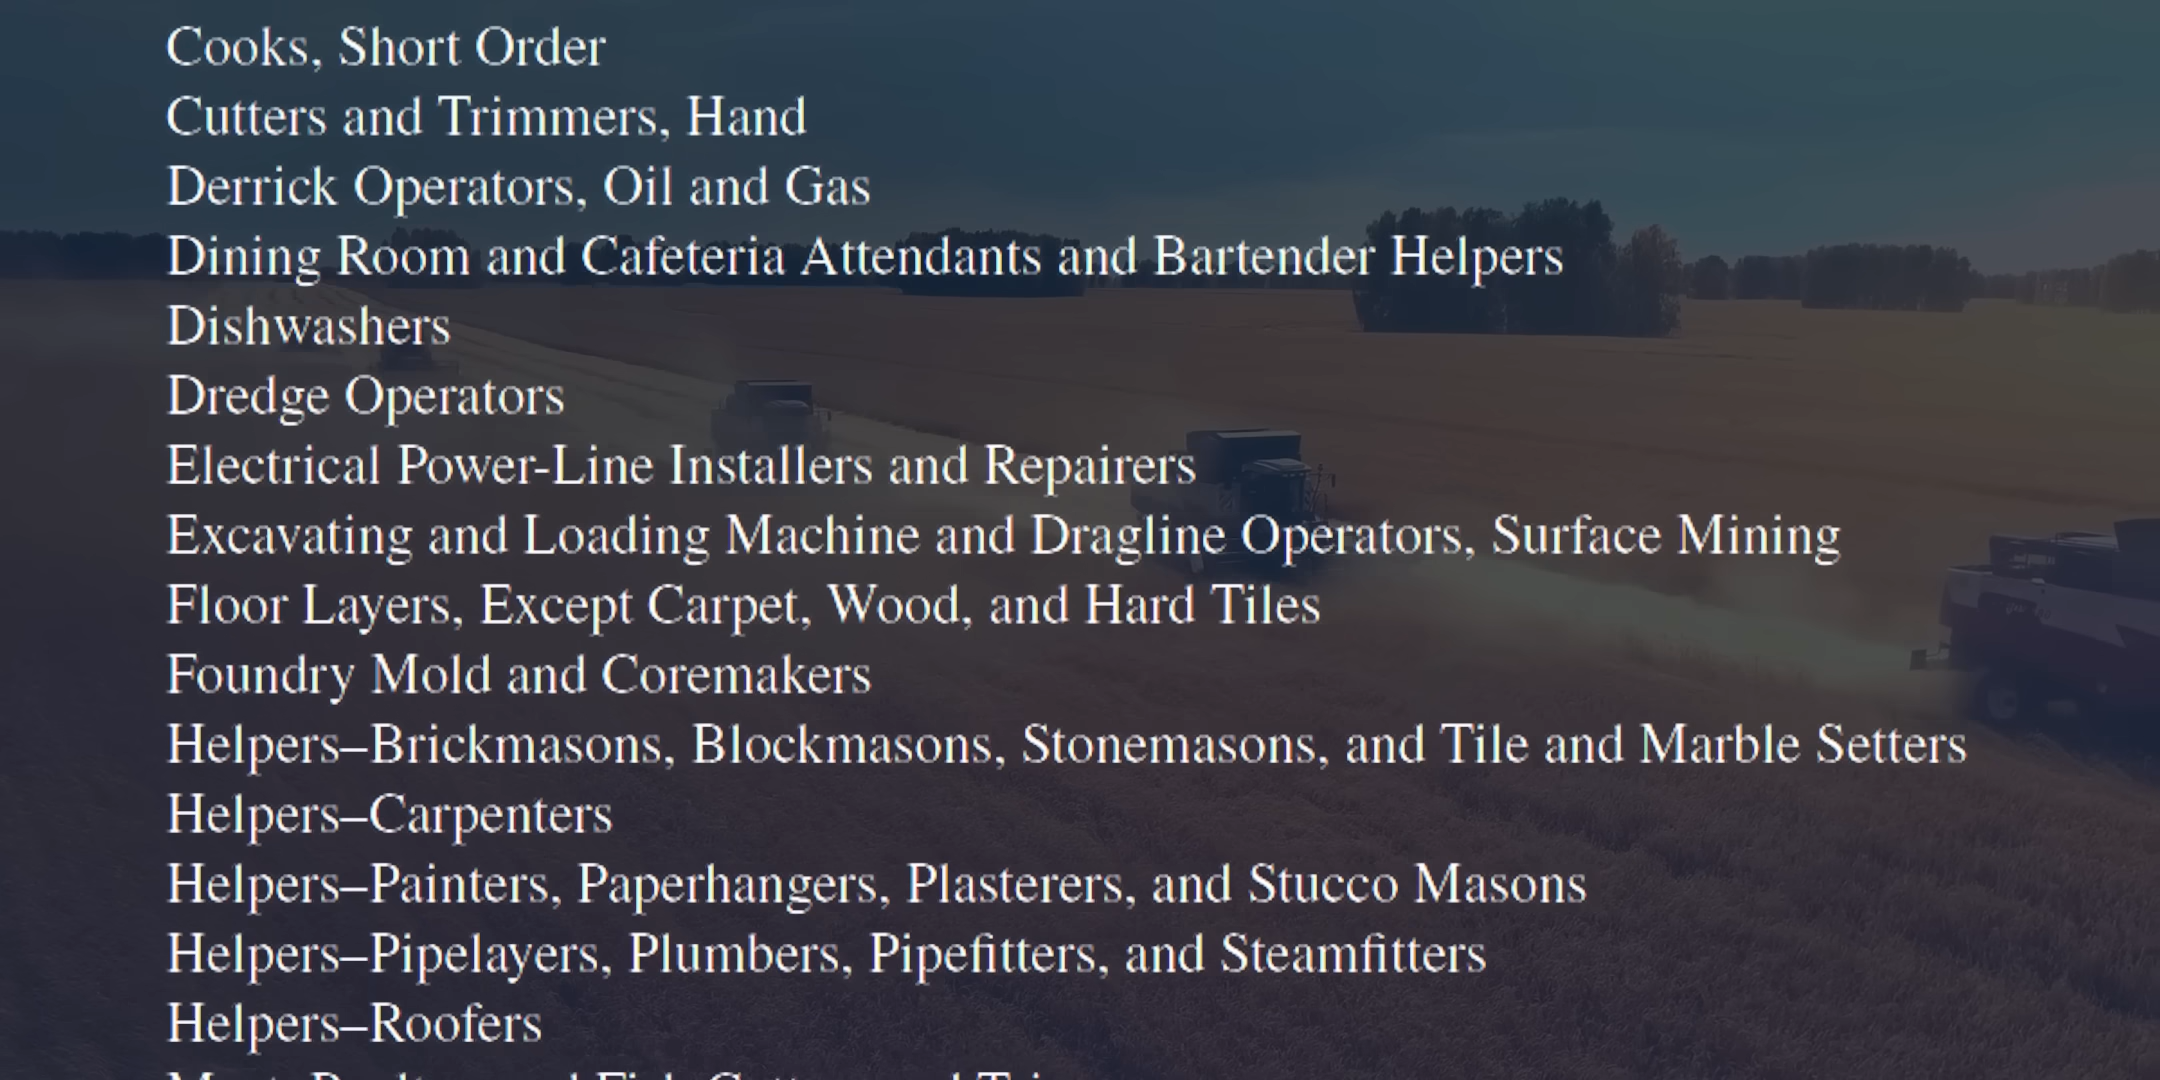 Cooks, Short Order
Cutters and Trimmers, Hand
Derrick Operators, Oil and Gas
Dining Room and Cafeteria Attendants and Bartender Helpers
Dishwashers
Dredge Operators
Electrical Power-Line Installers and Repairers
Excavating and Loading Machine and Dragline Operators, Surface Mining
Floor Layers, Except Carpet, Wood, and Hard Tiles
Foundry Mold and Coremakers
Helpers–Brickmasons, Blockmasons, Stonemasons, and Tile and Marble Setters
Helpers–Carpenters
Helpers–Painters, Paperhangers, Plasterers, and Stucco Masons
Helpers–Pipelayers, Plumbers, Pipefitters, and Steamfitters
Helpers–Roofers